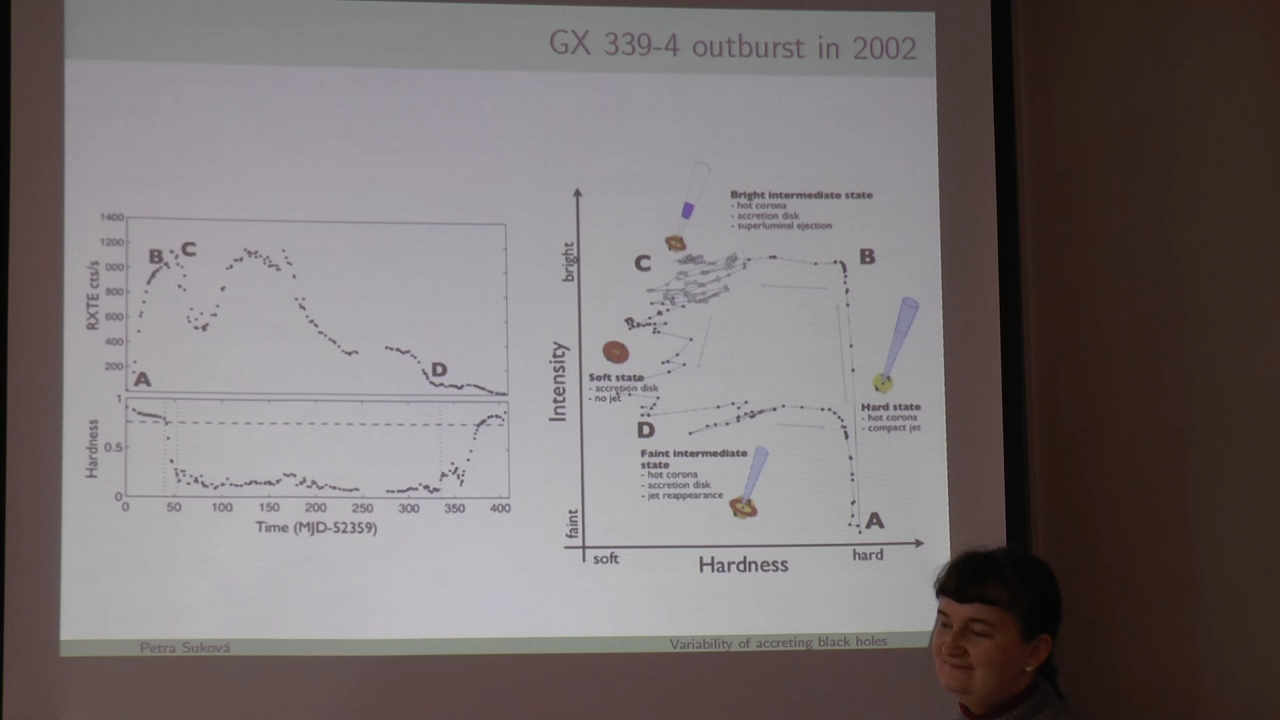 GX 339-4 outburst in 2002
1400
1200
000
800
600
400
200
RXTE cts/s
A
B
C
D
1
0.5
0
Hardness
0
50
100
150
200
250
300
350
400
Time (MJD-52359)
bright
Intensity
faint
soft
Hardness
hard
Bright intermediate state
- hot corona
- accretion disk
- superluminal ejection
C
B
Soft state
- accretion disk
- no jet
Hard state
- hot corona
- compact jet
D
Faint intermediate
state
- hot corona
- accretion disk
- jet reappearance
A
Petra Suková
Variability of accreting black holes